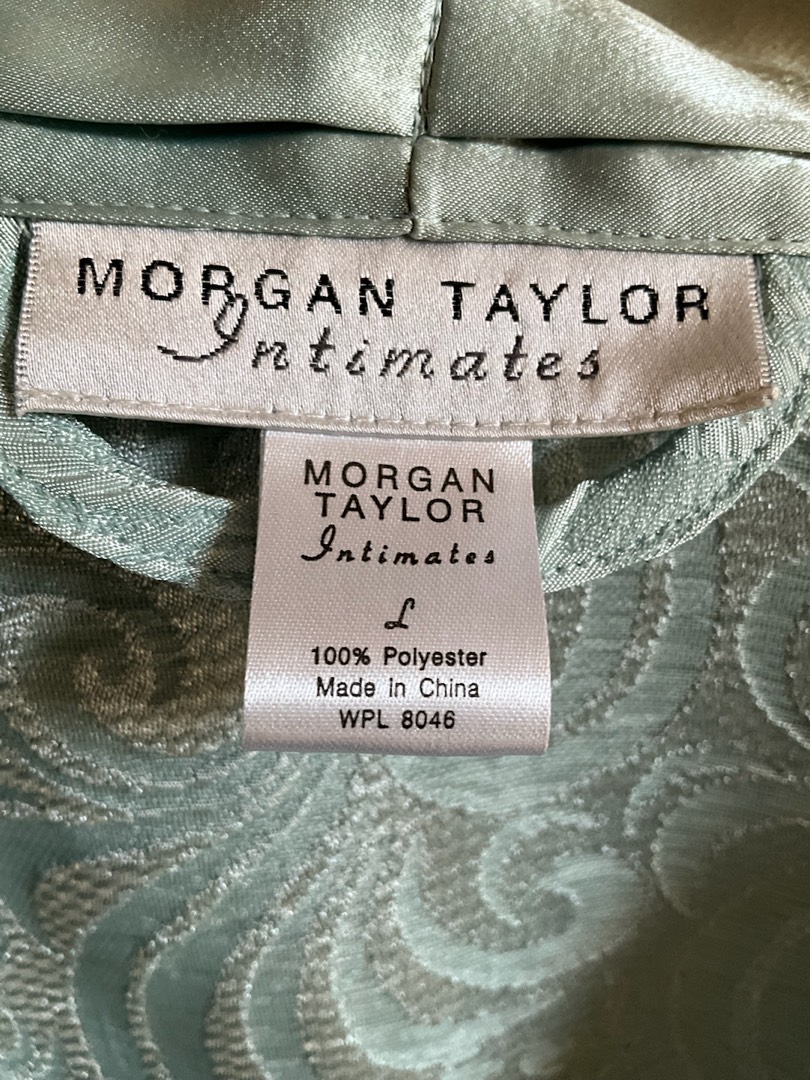 MORGAN TAYLOR
Intimates
MORGAN
TAYLOR
Intimates
L
100% Polyester
Made in China
WPL 8046